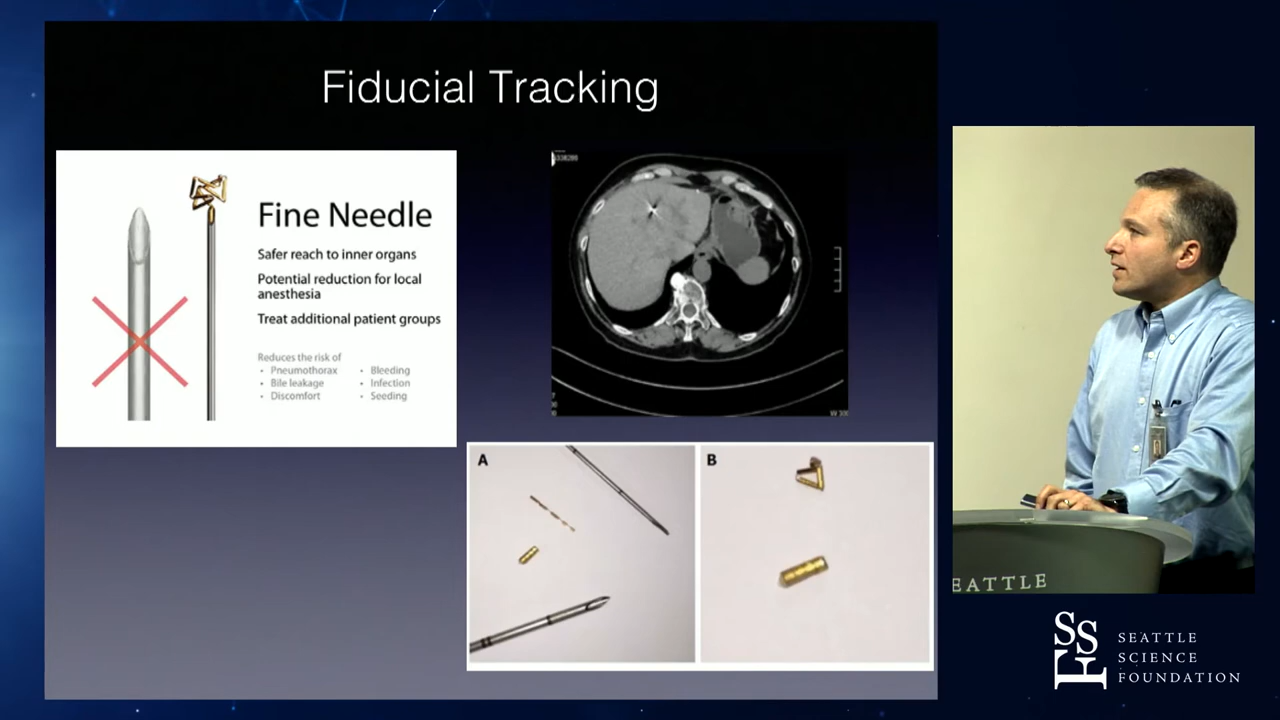 Fiducial Tracking
Fine Needle
Safer reach to inner organs
Potential reduction for local
anesthesia
Treat additional patient groups
Reduces the risk of
• Pneumothorax
• Bile leakage
• Discomfort
• Bleeding
• Infection
• Seeding
A
B
EATTLE
SSF
SEATTLE
SCIENCE
FOUNDATION